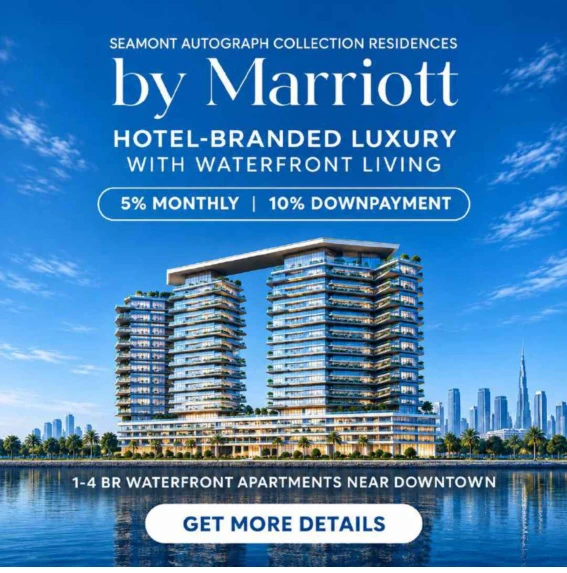 SEAMONT AUTOGRAPH COLLECTION RESIDENCES
by Marriott
HOTEL-BRANDED LUXURY
WITH WATERFRONT LIVING
5% MONTHLY | 10% DOWNPAYMENT
1-4 BR WATERFRONT APARTMENTS NEAR DOWNTOWN
GET MORE DETAILS